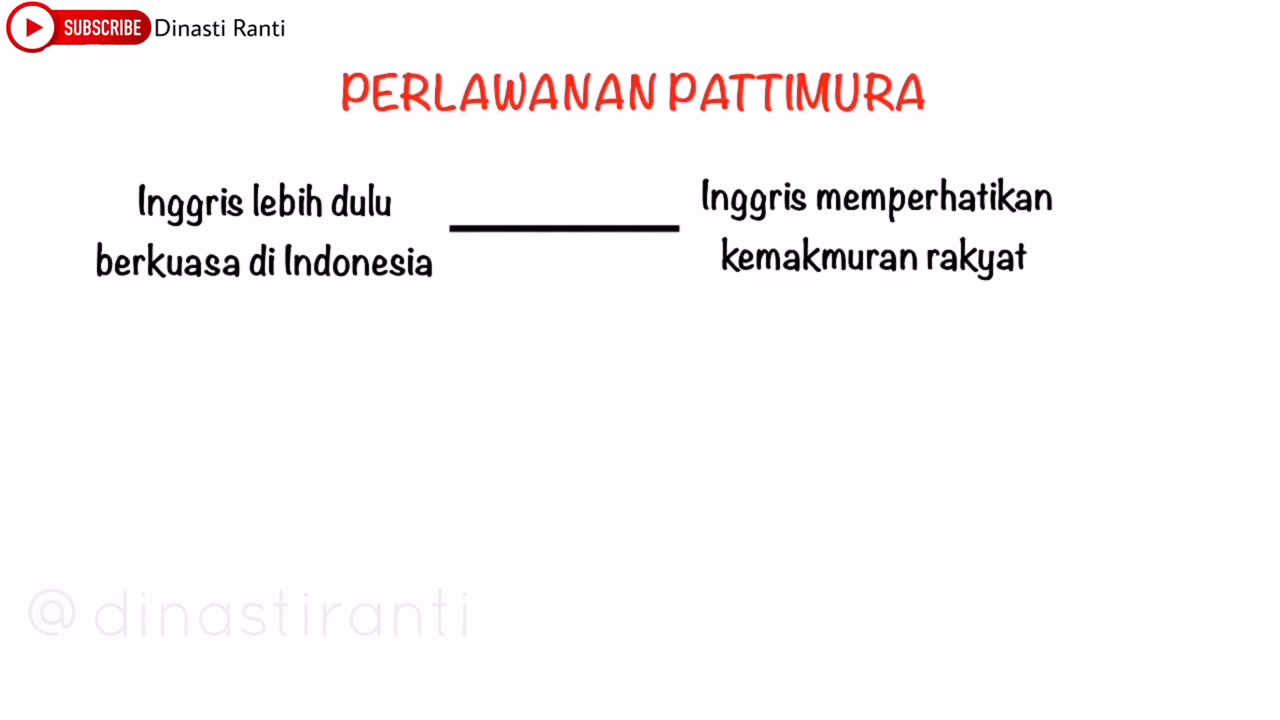 SUBSCRIBE Dinasti Ranti
PERLAWANAN PATTIMURA
Inggris lebih dulu
berkuasa di Indonesia
Inggris memperhatikan
kemakmuran rakyat
@dinastiranti